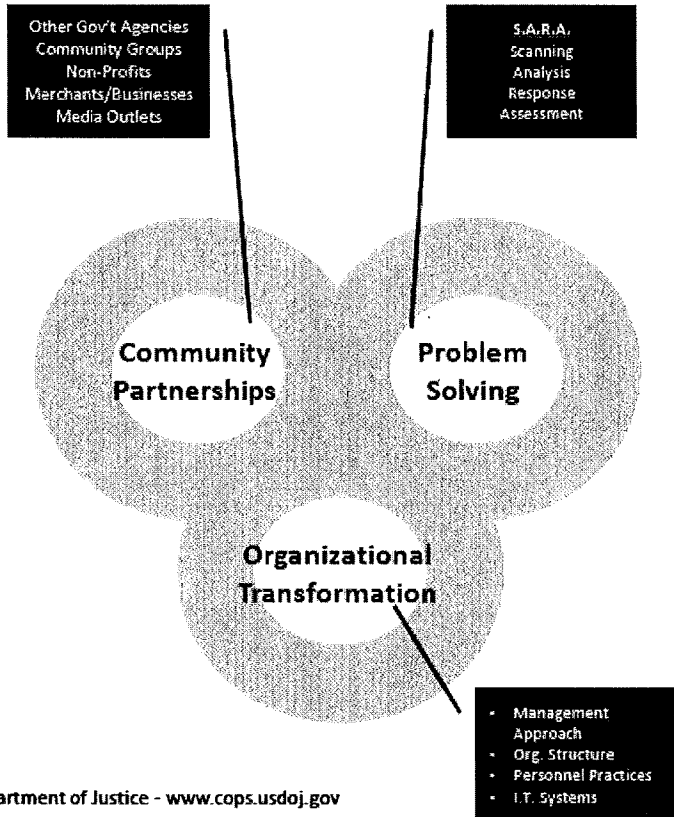 Other Gov't Agencies
Community Groups
Non-Profits
Merchants/Businesses
Media Outlets
S.A.R.A.
Scanning
Analysis
Response
Assessment
Community
Partnerships
Problem
Solving
Organizational
Transformation
• Management
Approach
• Org. Structure
• Personnel Practices
• I.T. Systems
artment of Justice - www.cops.usdoj.gov